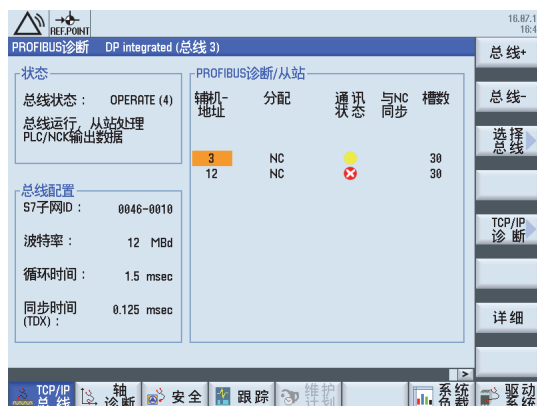 REF.POINT
16.07.1
16:4
PROFIBUS诊断 DP integrated (总线 3)
总线+
状态
总线状态： OPERATE (4)
总线运行，从站处理
PLC/NCK输出数据
PROFIBUS诊断/从站
辅机-地址 分配 通讯状态 与NC同步 槽数
3 NC 30
12 NC 30
总线-
选择总线
总线配置
S7子网ID： 0046-0010
波特率： 12 MBd
循环时间： 1.5 msec
同步时间 0.125 msec
(TDX)：
TCP/IP诊断
详细
>
TCP/IP总线
轴诊断
安全
跟踪
维护计划
系统负载
驱动系统